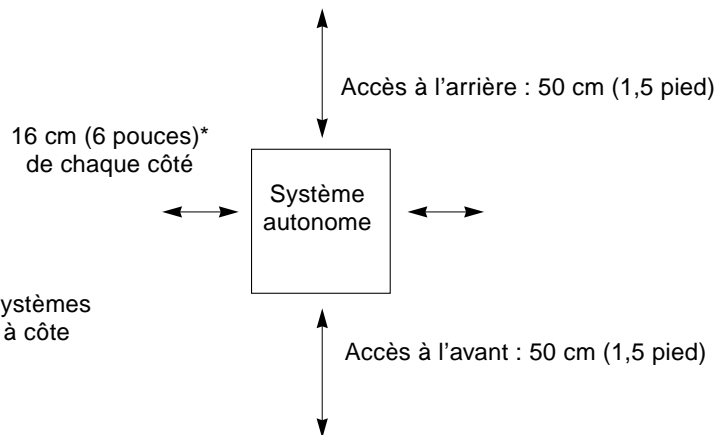 Accès à l'arrière : 50 cm (1,5 pied)
16 cm (6 pouces)*
de chaque côté
Système
autonome
ystèmes
à côte
Accès à l'avant : 50 cm (1,5 pied)